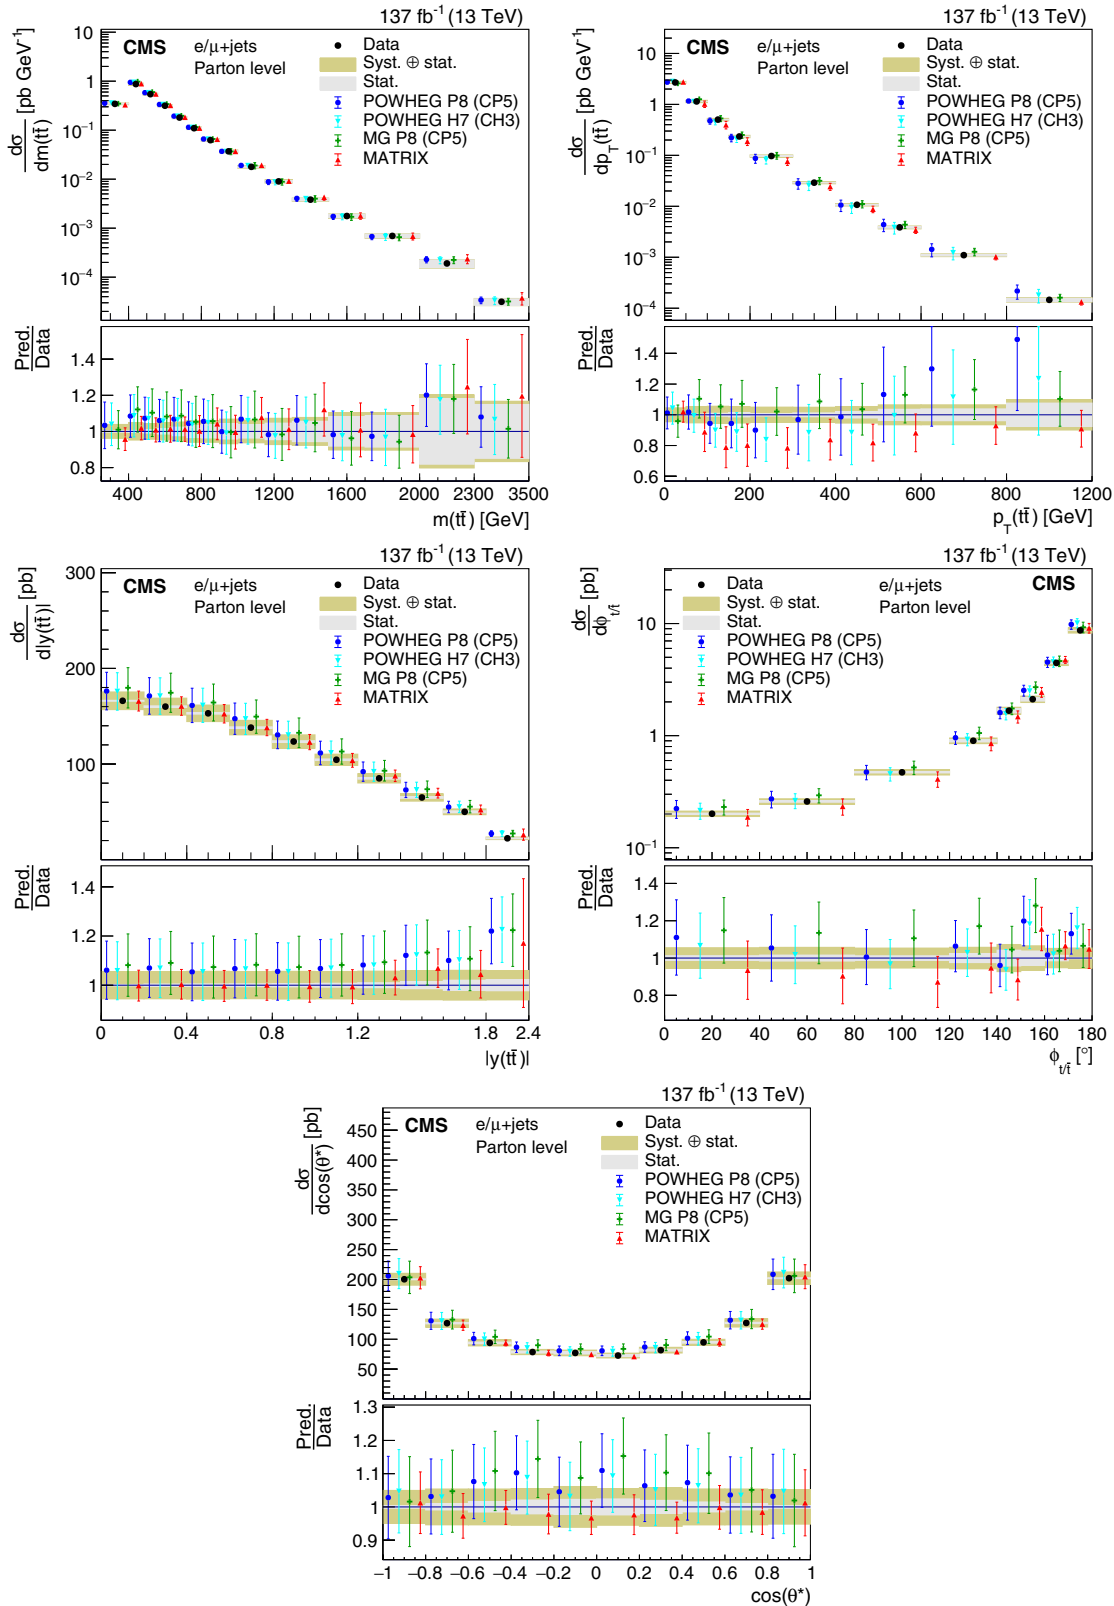 137 fb⁻¹ (13 TeV)
CMS
e/μ+jets
Parton level
Data
Syst. ⊕ stat.
Stat.
POWHEG P8 (CP5)
POWHEG H7 (CH3)
MG P8 (CP5)
MATRIX
dσ/dm(tt̄) [pb GeV⁻¹]
10
1
10⁻¹
10⁻²
10⁻³
10⁻⁴
Pred./Data
1.4
1.2
1
0.8
400 800 1200 1600 2000 2300 3500
m(tt̄) [GeV]
137 fb⁻¹ (13 TeV)
CMS
e/μ+jets
Parton level
Data
Syst. ⊕ stat.
Stat.
POWHEG P8 (CP5)
POWHEG H7 (CH3)
MG P8 (CP5)
MATRIX
dσ/dp_T(tt̄) [pb GeV⁻¹]
10
1
10⁻¹
10⁻²
10⁻³
10⁻⁴
Pred./Data
1.4
1.2
1
0.8
0.6
0 200 400 600 800 1200
p_T(tt̄) [GeV]
137 fb⁻¹ (13 TeV)
CMS
e/μ+jets
Parton level
Data
Syst. ⊕ stat.
Stat.
POWHEG P8 (CP5)
POWHEG H7 (CH3)
MG P8 (CP5)
MATRIX
dσ/d|y(tt̄)| [pb]
300
200
100
Pred./Data
1.4
1.2
1
0 0.4 0.8 1.2 1.8 2.4
|y(tt̄)|
137 fb⁻¹ (13 TeV)
e/μ+jets
CMS
Parton level
Data
Syst. ⊕ stat.
Stat.
POWHEG P8 (CP5)
POWHEG H7 (CH3)
MG P8 (CP5)
MATRIX
dσ/dϕ_t/t̄ [pb]
10
1
10⁻¹
Pred./Data
1.4
1.2
1
0.8
0 20 40 60 80 100 120 140 160 180
ϕ_t/t̄ [°]
137 fb⁻¹ (13 TeV)
CMS
e/μ+jets
Parton level
Data
Syst. ⊕ stat.
Stat.
POWHEG P8 (CP5)
POWHEG H7 (CH3)
MG P8 (CP5)
MATRIX
dσ/dcos(θ*) [pb]
450
400
350
300
250
200
150
100
50
Pred./Data
1.3
1.2
1.1
1
0.9
−1 −0.8 −0.6 −0.4 −0.2 0 0.2 0.4 0.6 0.8 1
cos(θ*)